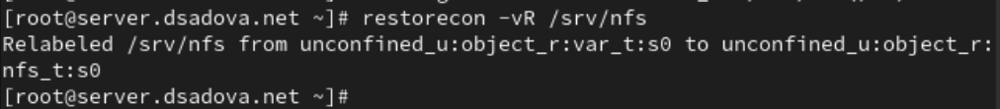 [root@server.dsadova.net ~]# restorecon -vR /srv/nfs
Relabeled /srv/nfs from unconfined_u:object_r:var_t:s0 to unconfined_u:object_r:
nfs_t:s0
[root@server.dsadova.net ~]#